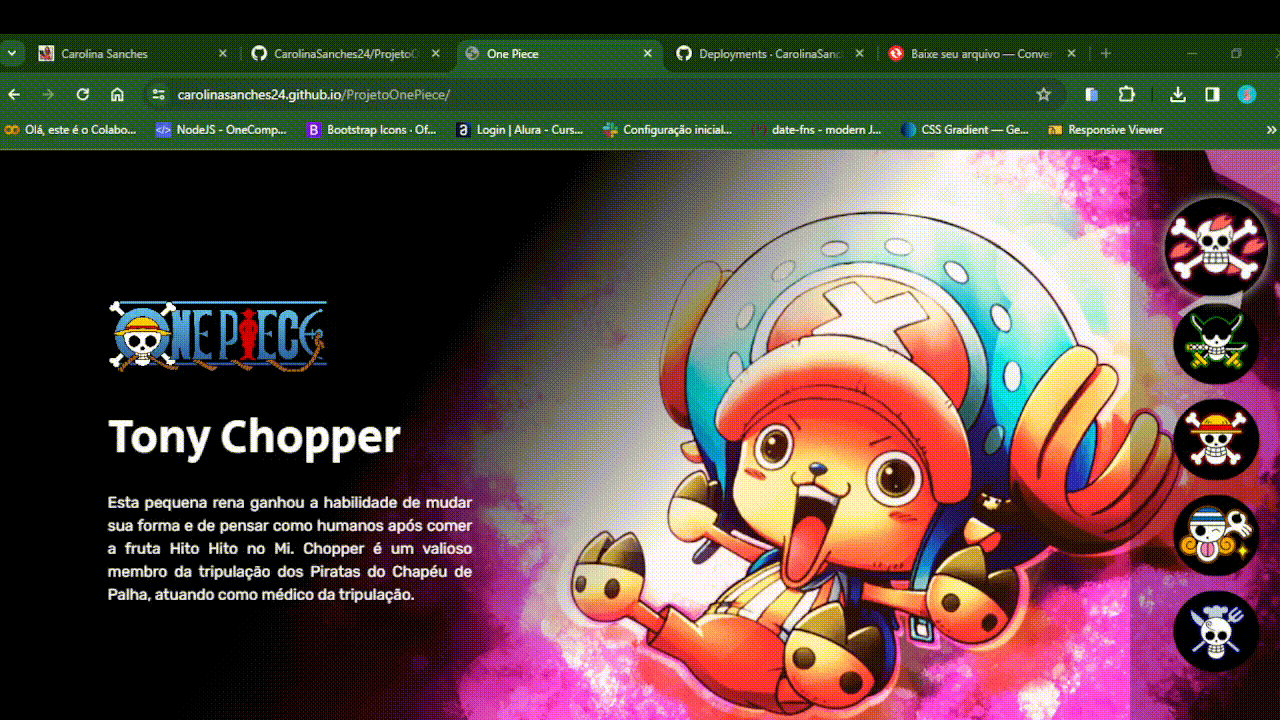 Carolina Sanches
CarolinaSanches24/ProjetoO
One Piece
Deployments · CarolinaSanc
Baixe seu arquivo — Conver
carolinasanches24.github.io/ProjetoOnePiece/
Olá, este é o Colabo...
NodeJS - OneComp...
Bootstrap Icons · Of...
Login | Alura - Curs...
Configuração inicial...
date-fns - modern J...
CSS Gradient — Ge...
Responsive Viewer
ONE PIECE
Tony Chopper
Esta pequena rena ganhou a habilidade de mudar
sua forma e de pensar como humanos após comer
a fruta Hito Hito no Mi. Chopper é um valioso
membro da tripulação dos Piratas do Chapéu de
Palha, atuando como médico da tripulação.